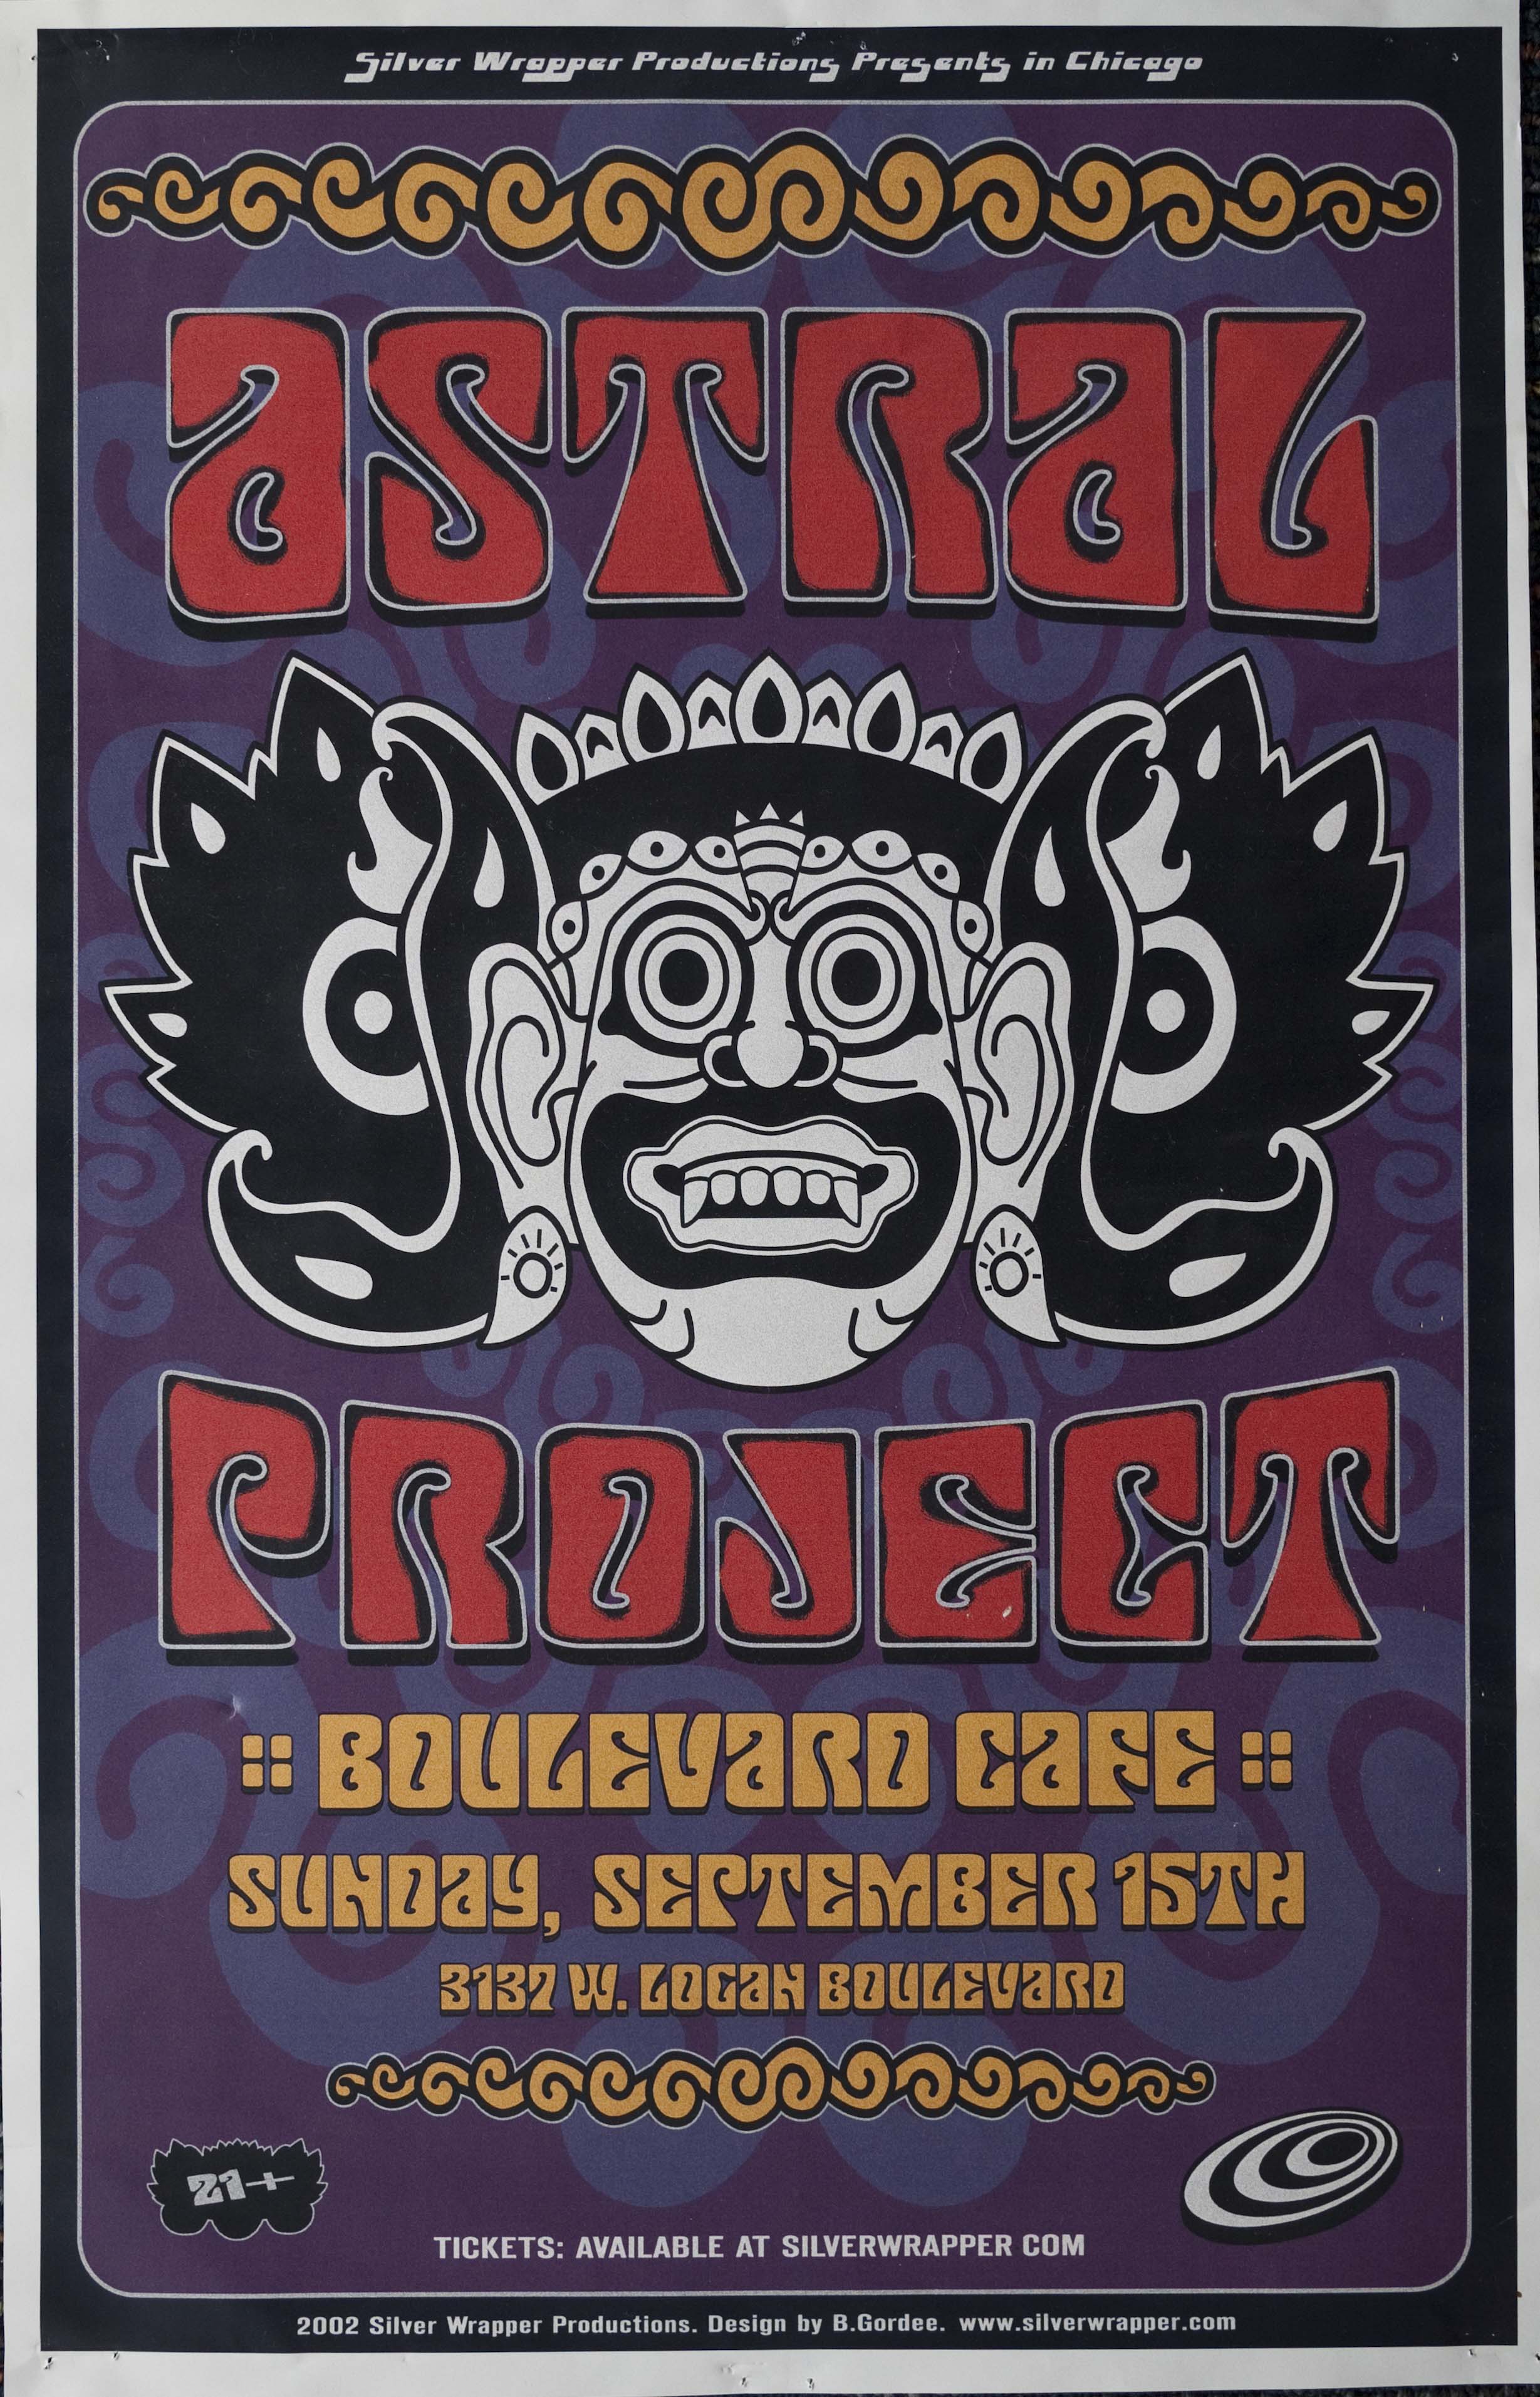 Silver Wrapper Productions Presents in Chicago
ASTRAL
PROJECT
:: BOULEVARD CAFE ::
SUNDAY, SEPTEMBER 15TH
3137 W. LOGAN BOULEVARD
21+
TICKETS: AVAILABLE AT SILVERWRAPPER COM
2002 Silver Wrapper Productions. Design by B.Gordee. www.silverwrapper.com